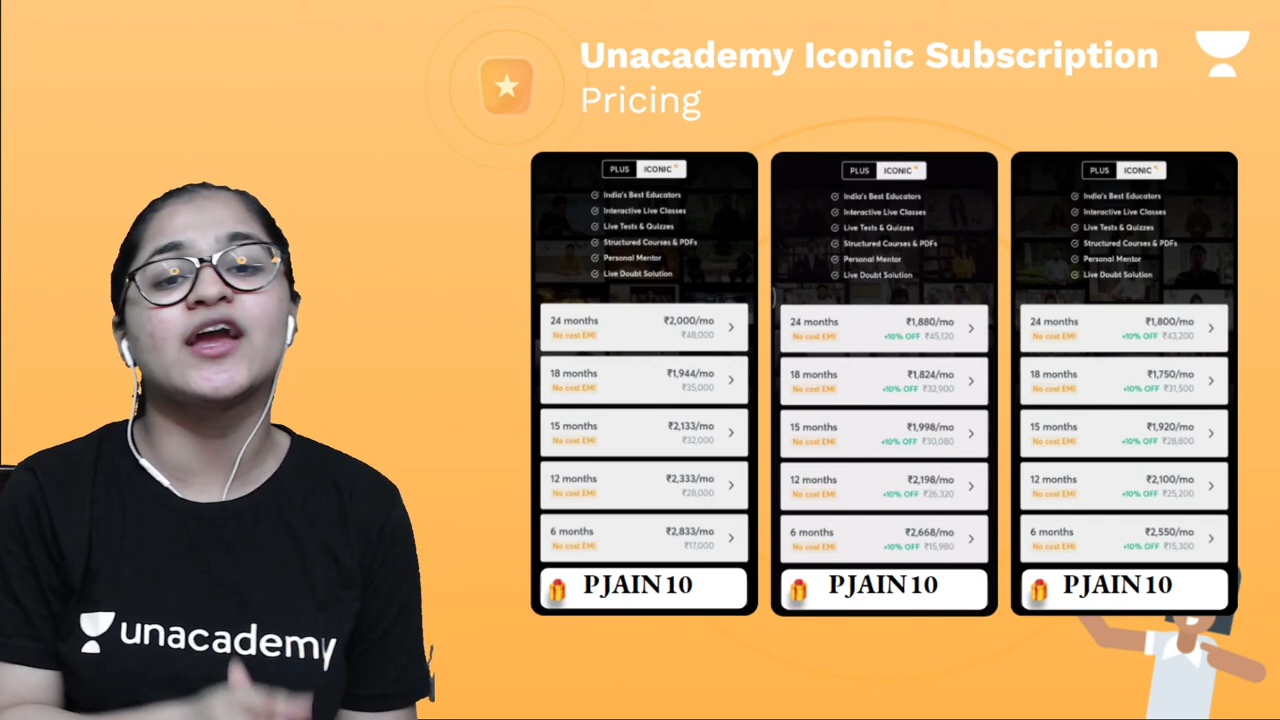 Unacademy Iconic Subscription
Pricing
PLUS ICONIC
India's Best Educators
Interactive Live Classes
Live Tests & Quizzes
Structured Courses & PDFs
Personal Mentor
Live Doubt Solution
24 months ₹2,000/mo
No cost EMI ₹48,000
18 months ₹1,944/mo
No cost EMI ₹35,000
15 months ₹2,133/mo
No cost EMI ₹32,000
12 months ₹2,333/mo
No cost EMI ₹28,000
6 months ₹2,833/mo
No cost EMI ₹17,000
PJAIN10
PLUS ICONIC
India's Best Educators
Interactive Live Classes
Live Tests & Quizzes
Structured Courses & PDFs
Personal Mentor
Live Doubt Solution
24 months ₹1,880/mo
No cost EMI +10% OFF ₹45,120
18 months ₹1,824/mo
No cost EMI +10% OFF ₹32,900
15 months ₹1,998/mo
No cost EMI +10% OFF ₹30,080
12 months ₹2,198/mo
No cost EMI +10% OFF ₹26,320
6 months ₹2,668/mo
No cost EMI +10% OFF ₹15,980
PJAIN10
PLUS ICONIC
India's Best Educators
Interactive Live Classes
Live Tests & Quizzes
Structured Courses & PDFs
Personal Mentor
Live Doubt Solution
24 months ₹1,800/mo
No cost EMI +10% OFF ₹43,200
18 months ₹1,750/mo
No cost EMI +10% OFF ₹31,500
15 months ₹1,920/mo
No cost EMI +10% OFF ₹28,800
12 months ₹2,100/mo
No cost EMI +10% OFF ₹25,200
6 months ₹2,550/mo
No cost EMI +10% OFF ₹15,300
PJAIN10
unacademy